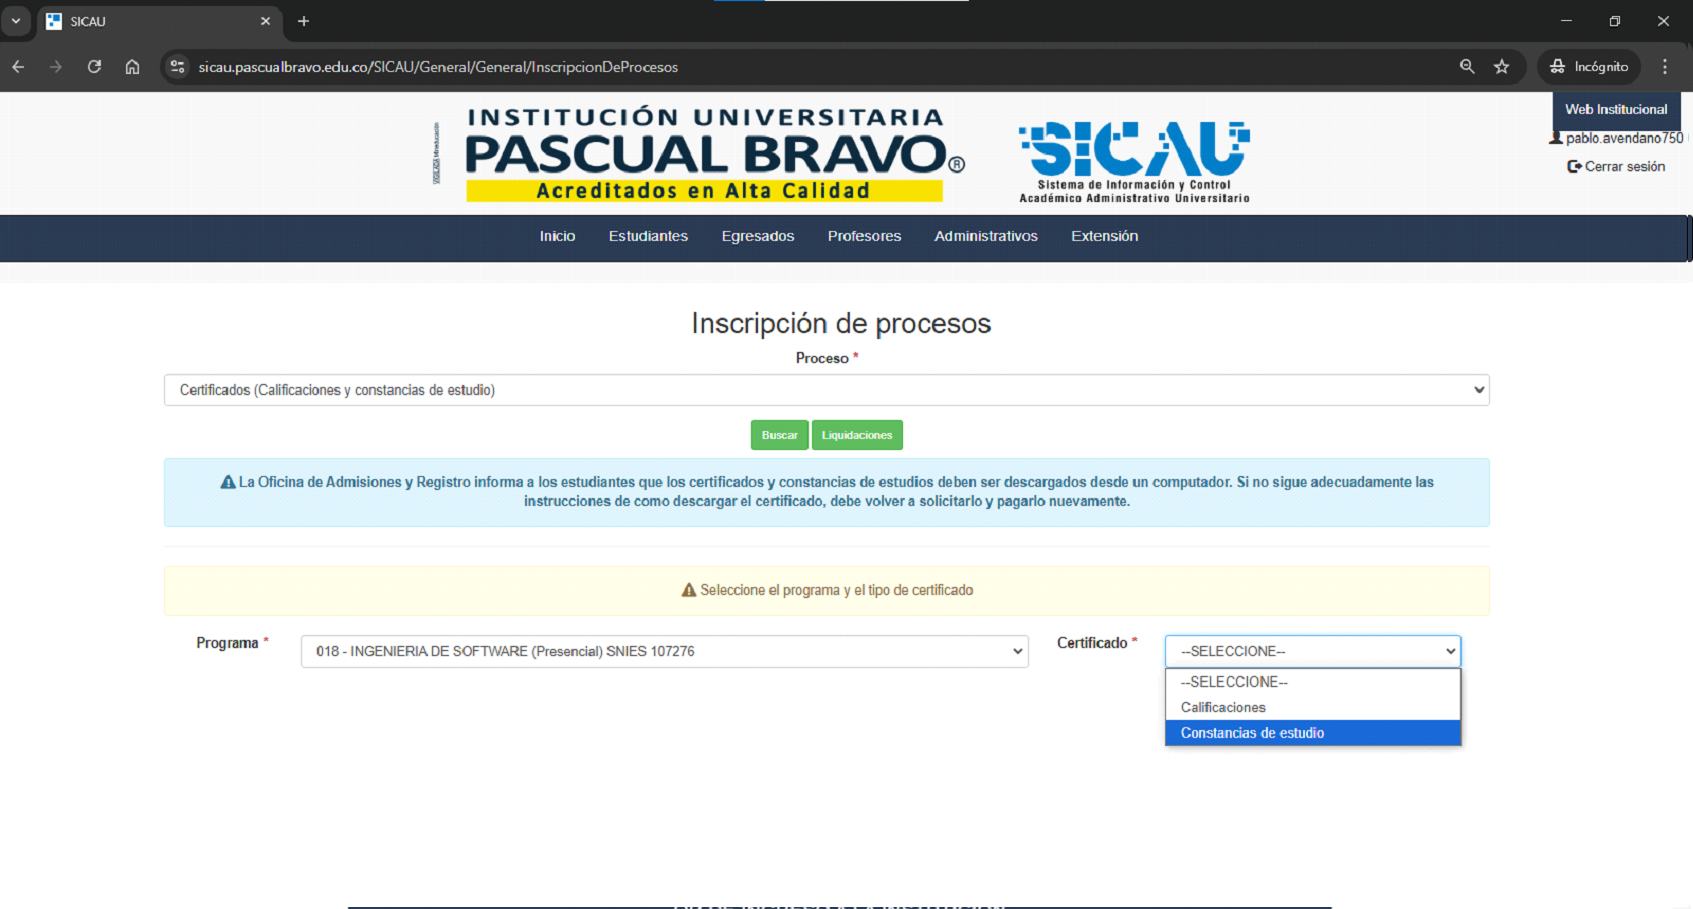 SICAU
sicau.pascualbravo.edu.co/SICAU/General/General/InscripcionDeProcesos
Incógnito
INSTITUCIÓN UNIVERSITARIA
PASCUAL BRAVO®
Acreditados en Alta Calidad
VIGILADA Mineducación
SICAU
Sistema de Información y Control
Académico Administrativo Universitario
Web Institucional
pablo.avendano750
Cerrar sesión
Inicio Estudiantes Egresados Profesores Administrativos Extensión
Inscripción de procesos
Proceso *
Certificados (Calificaciones y constancias de estudio)
Buscar Liquidaciones
La Oficina de Admisiones y Registro informa a los estudiantes que los certificados y constancias de estudios deben ser descargados desde un computador. Si no sigue adecuadamente las
instrucciones de como descargar el certificado, debe volver a solicitarlo y pagarlo nuevamente.
Seleccione el programa y el tipo de certificado
Programa * 018 - INGENIERIA DE SOFTWARE (Presencial) SNIES 107276 Certificado * --SELECCIONE--
--SELECCIONE--
Calificaciones
Constancias de estudio